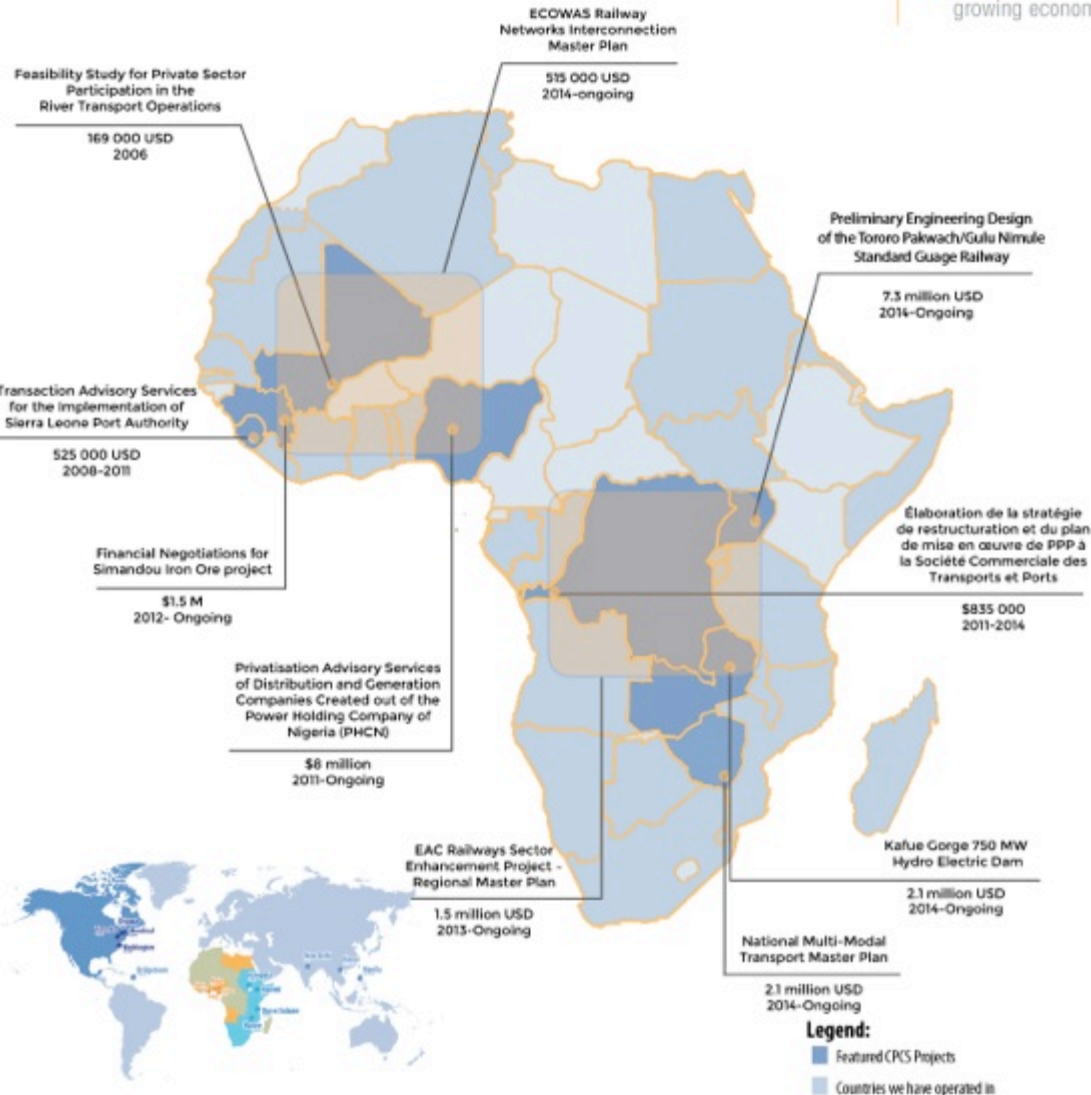 growing econom
ECOWAS Railway
Networks Interconnection
Master Plan
515 000 USD
2014-ongoing
Feasibility Study for Private Sector
Participation in the
River Transport Operations
169 000 USD
2006
Preliminary Engineering Design
of the Tororo Pakwach/Gulu Nimule
Standard Guage Railway
7.3 million USD
2014-Ongoing
Transaction Advisory Services
for the Implementation of
Sierra Leone Port Authority
525 000 USD
2008-2011
Élaboration de la stratégie
de restructuration et du plan
de mise en œuvre de PPP à
la Société Commerciale des
Transports et Ports
$835 000
2011-2014
Financial Negotiations for
Simandou Iron Ore project
$1.5 M
2012- Ongoing
Privatisation Advisory Services
of Distribution and Generation
Companies Created out of the
Power Holding Company of
Nigeria (PHCN)
$8 million
2011-Ongoing
EAC Railways Sector
Enhancement Project -
Regional Master Plan
1.5 million USD
2013-Ongoing
Kafue Gorge 750 MW
Hydro Electric Dam
2.1 million USD
2014-Ongoing
National Multi-Modal
Transport Master Plan
2.1 million USD
2014-Ongoing
Washington
Legend:
Featured CPCS Projects
Countries we have operated in